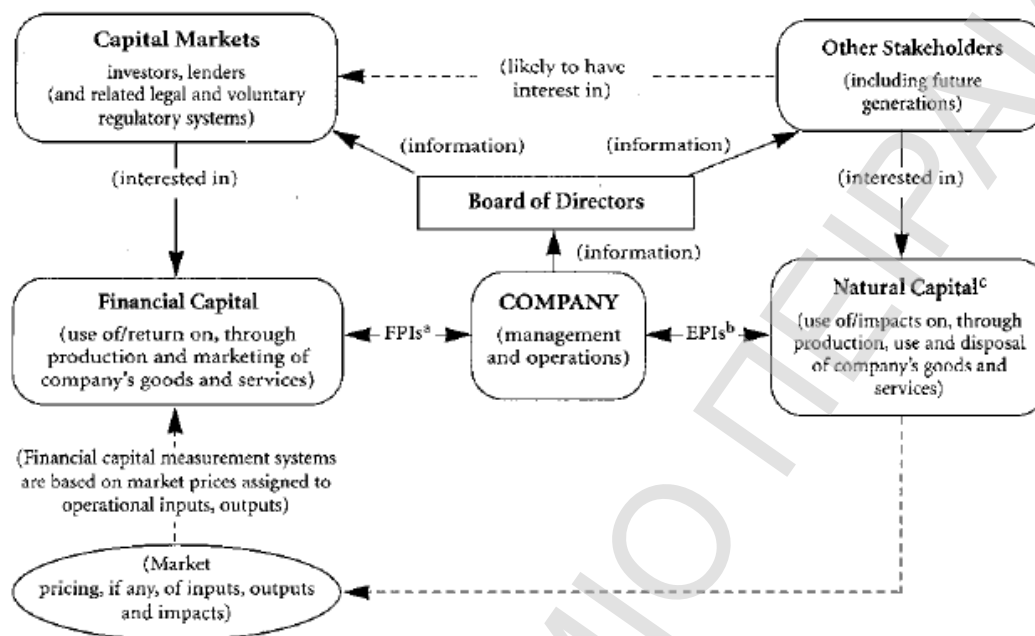 Capital Markets
investors, lenders
(and related legal and voluntary
regulatory systems)
(likely to have
interest in)
Other Stakeholders
(including future
generations)
(information)
(information)
(interested in)
Board of Directors
(interested in)
(information)
Financial Capital
(use of/return on, through
production and marketing of
company's goods and services)
FPIsᵃ
COMPANY
(management
and operations)
EPIsᵇ
Natural Capitalᶜ
(use of/impacts on, through
production, use and disposal
of company's goods and
services)
(Financial capital measurement systems
are based on market prices assigned to
operational inputs, outputs)
(Market
pricing, if any, of inputs, outputs
and impacts)